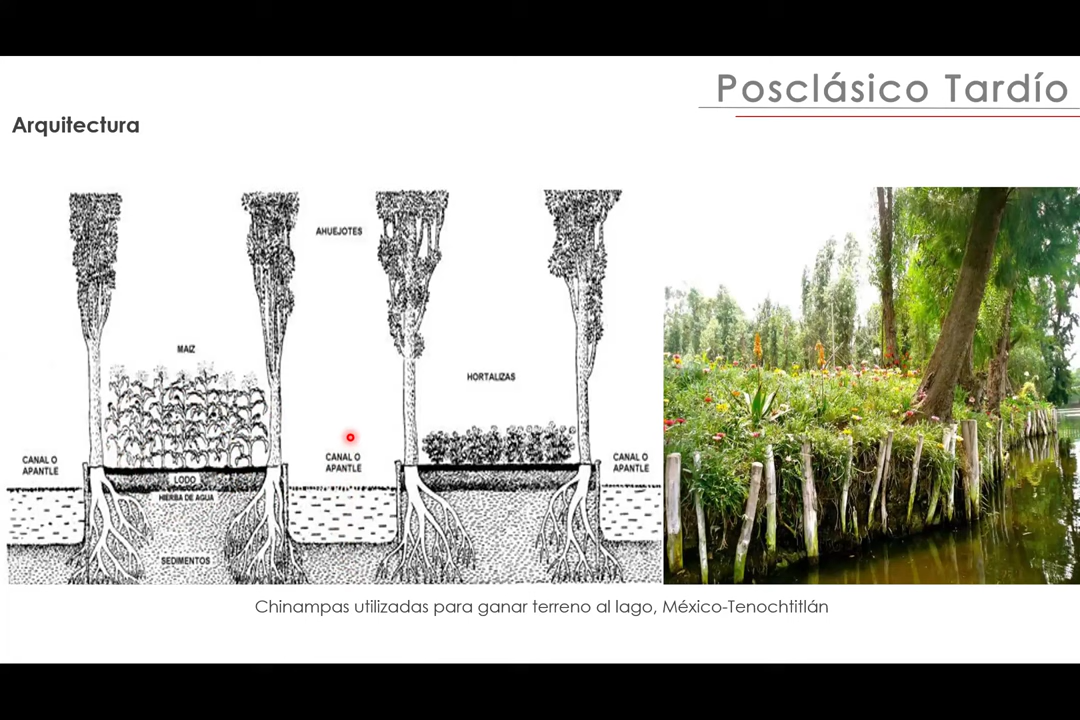 Posclásico Tardío
Arquitectura
AHUEJOTES
MAIZ
HORTALIZAS
CANAL O
APANTLE
CANAL O
APANTLE
CANAL O
APANTLE
LODO
HIERBA DE AGUA
SEDIMENTOS
Chinampas utilizadas para ganar terreno al lago, México-Tenochtitlán